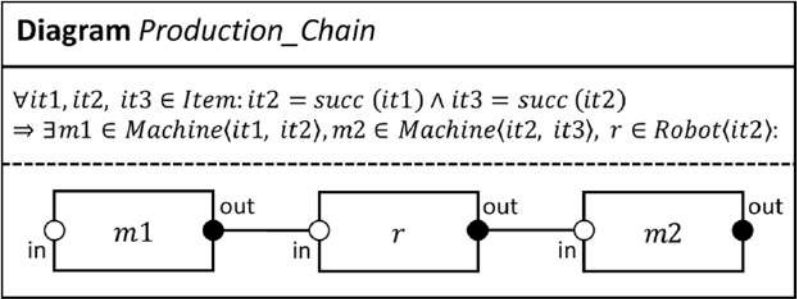 Diagram Production_Chain
∀it1, it2, it3 ∈ Item: it2 = succ (it1) ∧ it3 = succ (it2)
⇒ ∃m1 ∈ Machine⟨it1, it2⟩, m2 ∈ Machine⟨it2, it3⟩, r ∈ Robot⟨it2⟩:
out out out
m1 r m2
in in in